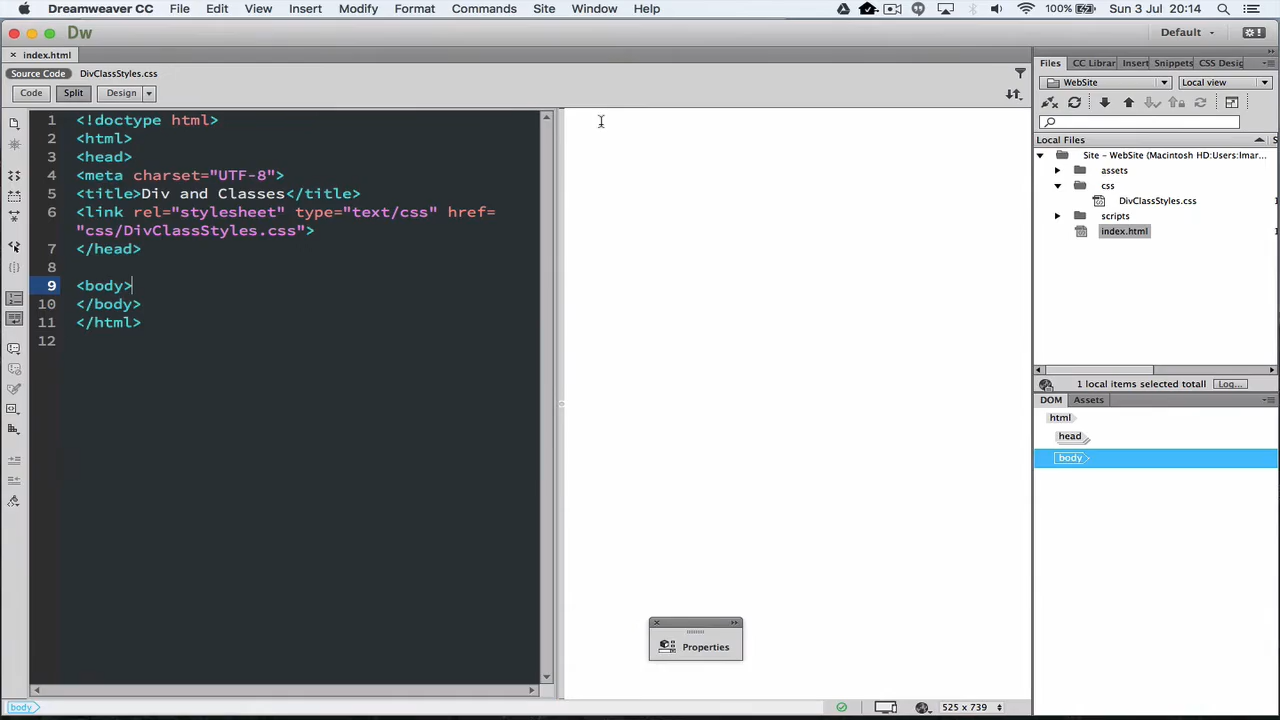 Dreamweaver CC File Edit View Insert Modify Format Commands Site Window Help 100% Sun 3 Jul 20:14
Dw Default
index.html
Source Code DivClassStyles.css
Code Split Design
1 <!doctype html>
2 <html>
3 <head>
4 <meta charset="UTF-8">
5 <title>Div and Classes</title>
6 <link rel="stylesheet" type="text/css" href=
"css/DivClassStyles.css">
7 </head>
8
9 <body>
10 </body>
11 </html>
12
Properties
Files CC Librar Insert Snippets CSS Desig
WebSite Local view
Local Files S
Site – WebSite (Macintosh HD:Users:Imar...
assets
css
DivClassStyles.css 1
scripts
index.html 1
1 local items selected totall Log...
DOM Assets
html
head
body
body 525 x 739